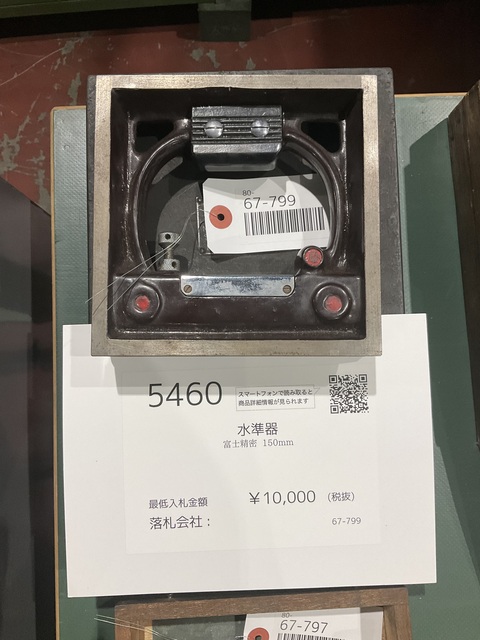 80-
67-799
5460
スマートフォンで読み取ると
商品詳細情報が見られます
水準器
富士精密 150mm
最低入札金額 ￥10,000 (税抜)
落札会社：
67-799
80-
67-797